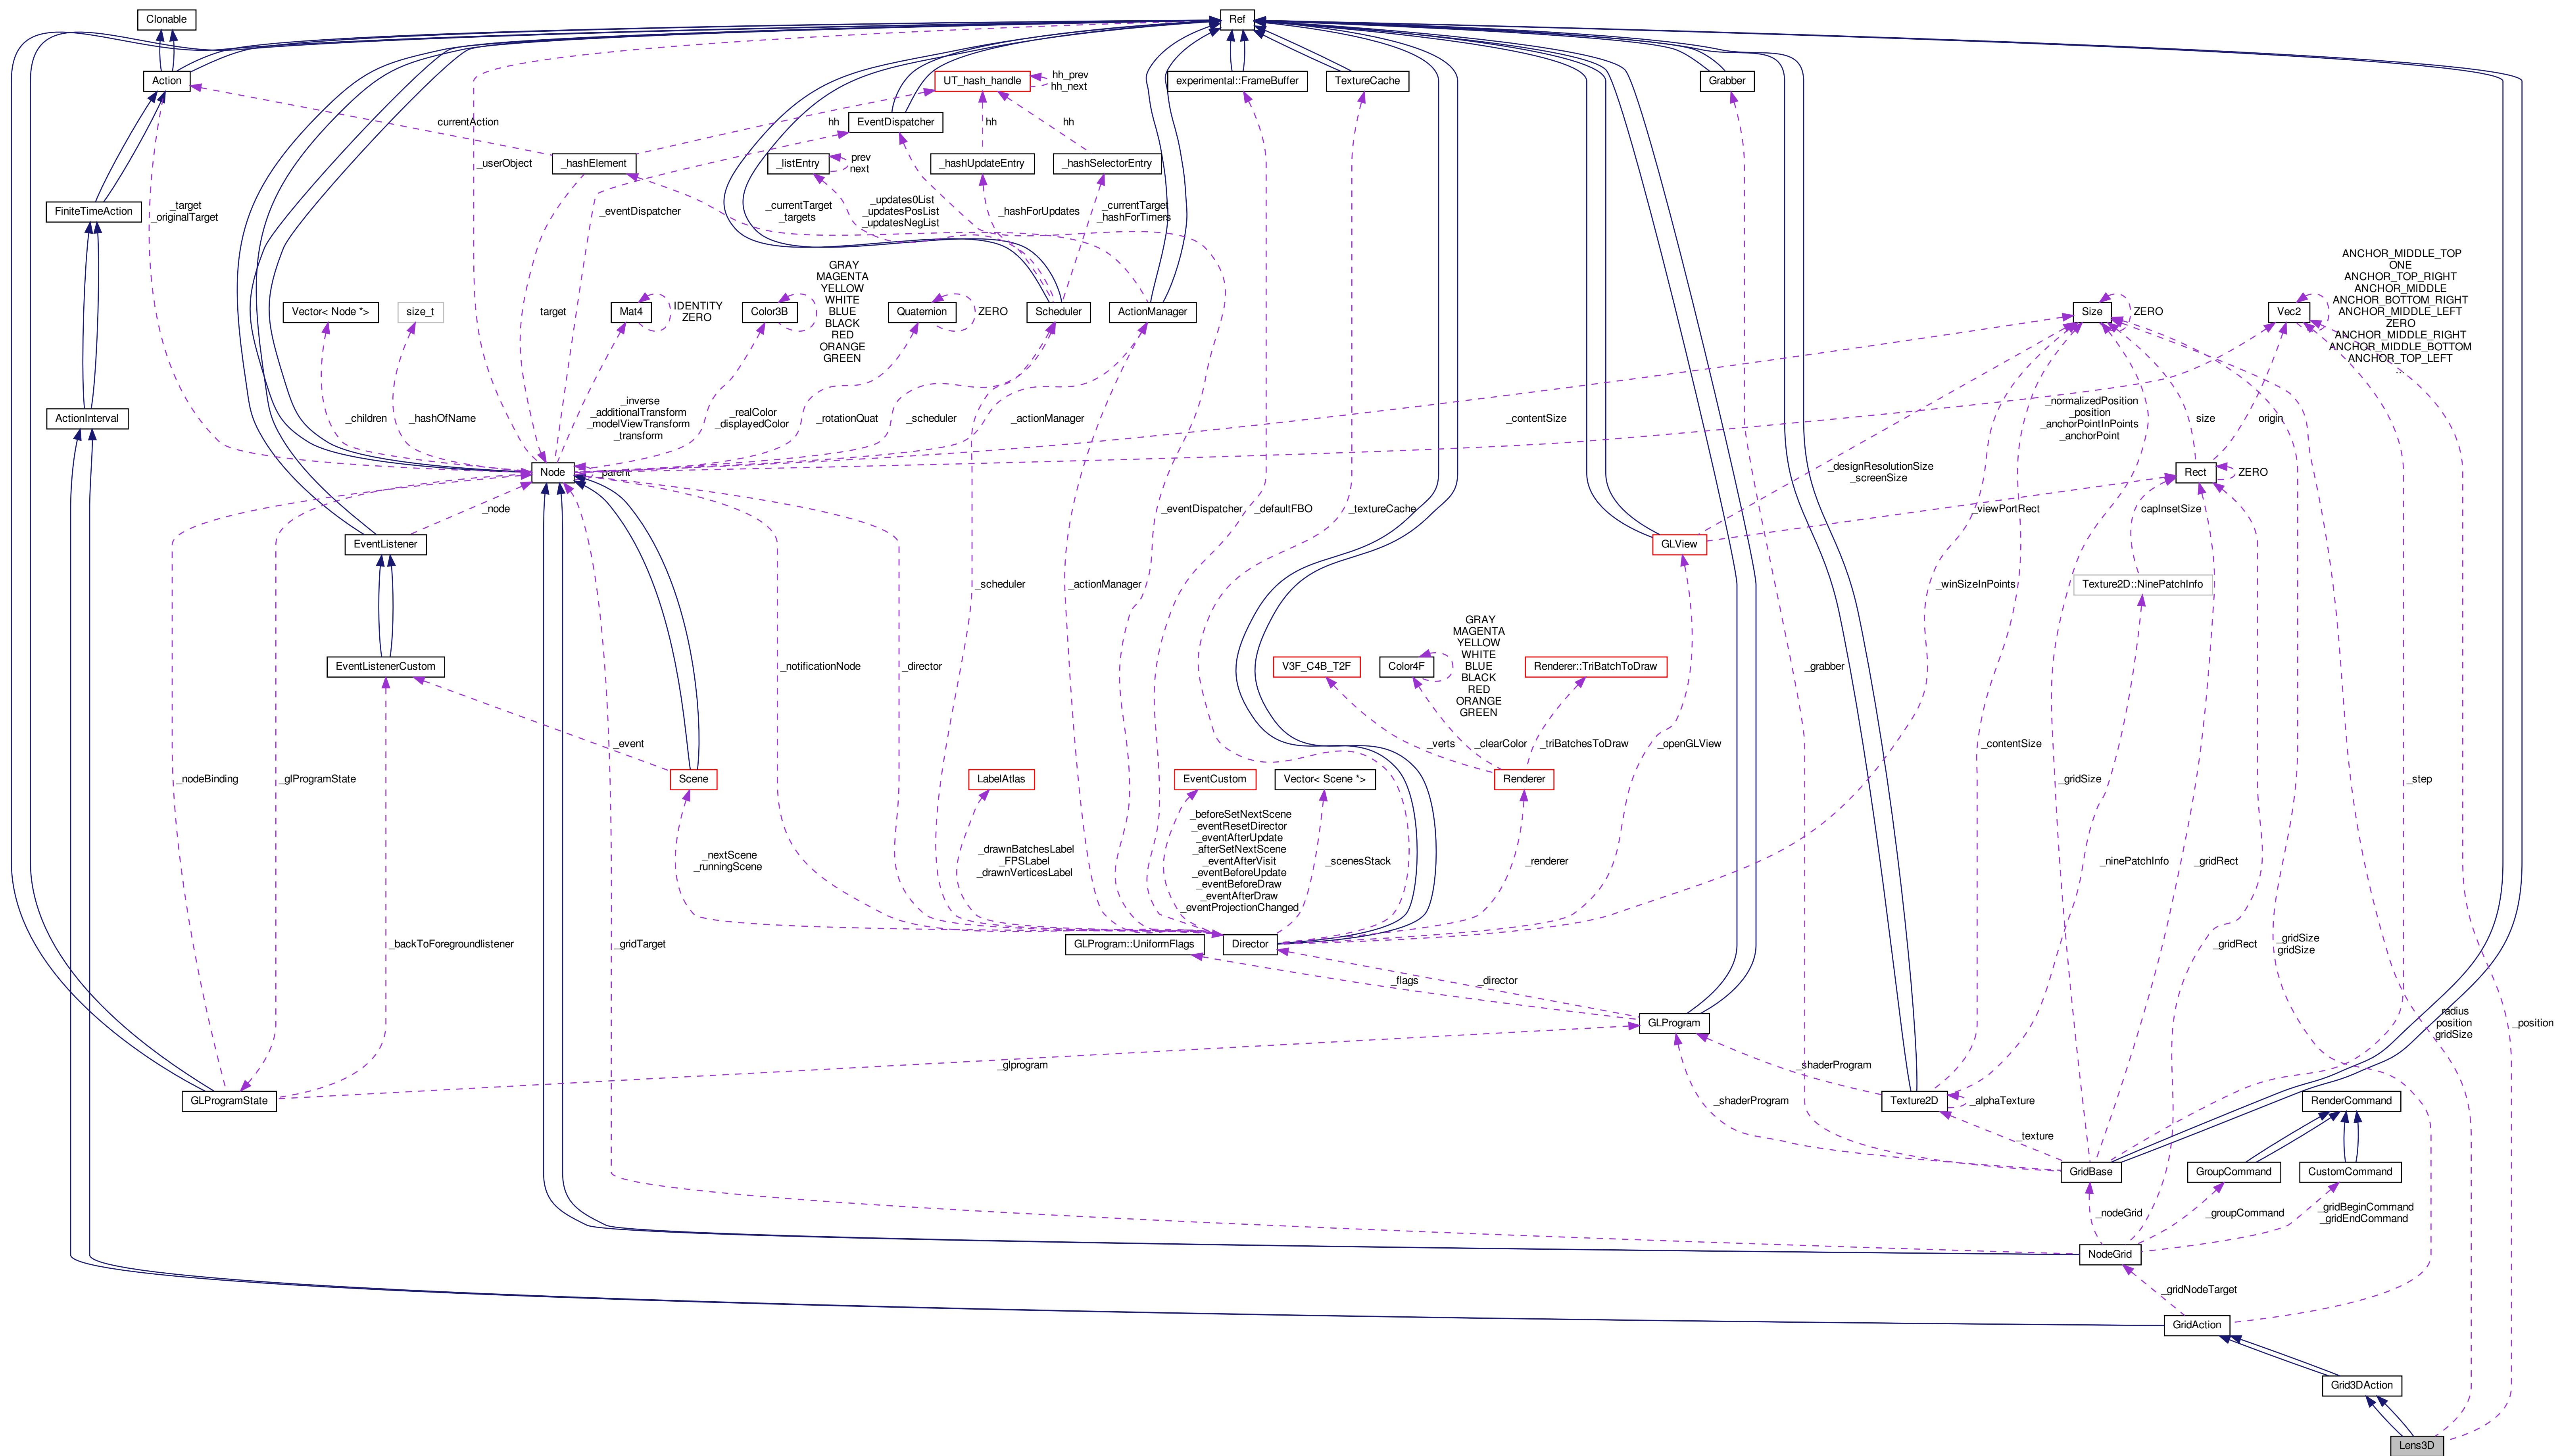 Clonable
Ref
Action
UT_hash_handle
hh_prev
hh_next
experimental::FrameBuffer
TextureCache
Grabber
currentAction
hh
EventDispatcher
hh
hh
_userObject
_hashElement
_listEntry
prev
next
_hashUpdateEntry
_hashSelectorEntry
FiniteTimeAction
_target
_originalTarget
_eventDispatcher
_currentTarget
_targets
_updates0List
_updatesPosList
_updatesNegList
_hashForUpdates
_currentTarget
_hashForTimers
GRAY
MAGENTA
YELLOW
WHITE
BLUE
BLACK
RED
ORANGE
GREEN
ANCHOR_MIDDLE_TOP
ONE
ANCHOR_TOP_RIGHT
ANCHOR_MIDDLE
ANCHOR_BOTTOM_RIGHT
ANCHOR_MIDDLE_LEFT
ZERO
ANCHOR_MIDDLE_RIGHT
ANCHOR_MIDDLE_BOTTOM
ANCHOR_TOP_LEFT
...
Vector< Node *>
size_t
target
Mat4
IDENTITY
ZERO
Color3B
Quaternion
ZERO
Scheduler
ActionManager
Size
ZERO
Vec2
ActionInterval
_children
_hashOfName
_inverse
_additionalTransform
_modelViewTransform
_transform
_realColor
_displayedColor
_rotationQuat
_scheduler
_actionManager
_contentSize
_normalizedPosition
_position
_anchorPointInPoints
_anchorPoint
size
origin
Node
_parent
_designResolutionSize
_screenSize
Rect
ZERO
_node
_eventDispatcher
_defaultFBO
_textureCache
_viewPortRect
capInsetSize
EventListener
GLView
_scheduler
_actionManager
_winSizeInPoints
Texture2D::NinePatchInfo
EventListenerCustom
_notificationNode
_director
V3F_C4B_T2F
Color4F
GRAY
MAGENTA
YELLOW
WHITE
BLUE
BLACK
RED
ORANGE
GREEN
Renderer::TriBatchToDraw
_grabber
_event
_verts
_clearColor
_triBatchesToDraw
_openGLView
_contentSize
_nodeBinding
_glProgramState
Scene
LabelAtlas
EventCustom
Vector< Scene *>
Renderer
_gridSize
_step
_nextScene
_runningScene
_drawnBatchesLabel
_FPSLabel
_drawnVerticesLabel
_beforeSetNextScene
_eventResetDirector
_eventAfterUpdate
_afterSetNextScene
_eventAfterVisit
_eventBeforeUpdate
_eventBeforeDraw
_eventAfterDraw
_eventProjectionChanged
_scenesStack
_renderer
_ninePatchInfo
_gridRect
_backToForegroundlistener
_gridTarget
GLProgram::UniformFlags
Director
_gridRect
_gridSize
gridSize
_flags
_director
GLProgram
radius
position
gridSize
_position
_glprogram
_shaderProgram
GLProgramState
_shaderProgram
Texture2D
_alphaTexture
RenderCommand
_texture
GridBase
GroupCommand
CustomCommand
_nodeGrid
_groupCommand
_gridBeginCommand
_gridEndCommand
NodeGrid
_gridNodeTarget
GridAction
Grid3DAction
Lens3D